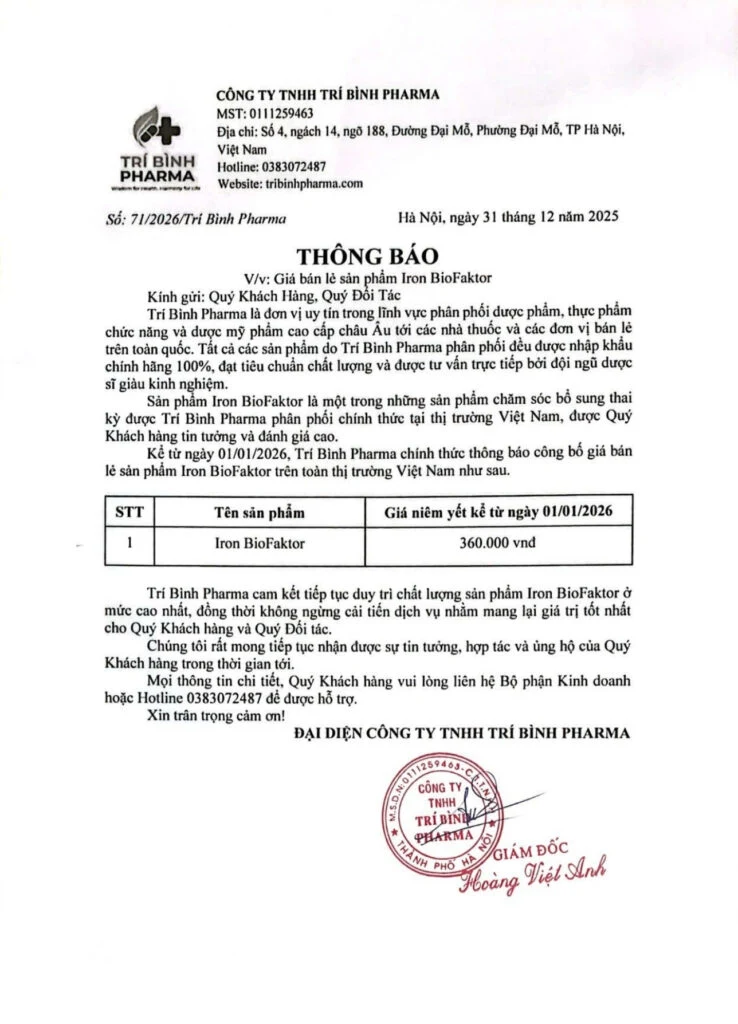 CÔNG TY TNHH TRÍ BÌNH PHARMA
MST: 0111259463
Địa chỉ: Số 4, ngách 14, ngõ 188, Đường Đại Mỗ, Phường Đại Mỗ, TP Hà Nội,
Việt Nam
Hotline: 0383072487
Website: tribinhpharma.com
TRÍ BÌNH
PHARMA
Wisdom for Health, Harmony for Life
Số: 71/2026/Trí Bình Pharma
Hà Nội, ngày 31 tháng 12 năm 2025
THÔNG BÁO
V/v: Giá bán lẻ sản phẩm Iron BioFaktor
Kính gửi: Quý Khách Hàng, Quý Đối Tác
Trí Bình Pharma là đơn vị uy tín trong lĩnh vực phân phối dược phẩm, thực phẩm
chức năng và dược mỹ phẩm cao cấp châu Âu tới các nhà thuốc và các đơn vị bán lẻ
trên toàn quốc. Tất cả các sản phẩm do Trí Bình Pharma phân phối đều được nhập khẩu
chính hãng 100%, đạt tiêu chuẩn chất lượng và được tư vấn trực tiếp bởi đội ngũ dược
sĩ giàu kinh nghiệm.
Sản phẩm Iron BioFaktor là một trong những sản phẩm chăm sóc bổ sung thai
kỳ được Trí Bình Pharma phân phối chính thức tại thị trường Việt Nam, được Quý
Khách hàng tin tưởng và đánh giá cao.
Kể từ ngày 01/01/2026, Trí Bình Pharma chính thức thông báo công bố giá bán
lẻ sản phẩm Iron BioFaktor trên toàn thị trường Việt Nam như sau.
STT Tên sản phẩm Giá niêm yết kể từ ngày 01/01/2026
1 Iron BioFaktor 360.000 vnđ
Trí Bình Pharma cam kết tiếp tục duy trì chất lượng sản phẩm Iron BioFaktor ở
mức cao nhất, đồng thời không ngừng cải tiến dịch vụ nhằm mang lại giá trị tốt nhất
cho Quý Khách hàng và Quý Đối tác.
Chúng tôi rất mong tiếp tục nhận được sự tin tưởng, hợp tác và ủng hộ của Quý
Khách hàng trong thời gian tới.
Mọi thông tin chi tiết, Quý Khách hàng vui lòng liên hệ Bộ phận Kinh doanh
hoặc Hotline 0383072487 để được hỗ trợ.
Xin trân trọng cảm ơn!
ĐẠI DIỆN CÔNG TY TNHH TRÍ BÌNH PHARMA
M.S.D.N:0111259463-C.T.T.N.H.H
CÔNG TY
TNHH
TRÍ BÌNH
PHARMA
THÀNH PHỐ HÀ NỘI
GIÁM ĐỐC
Hoàng Việt Anh